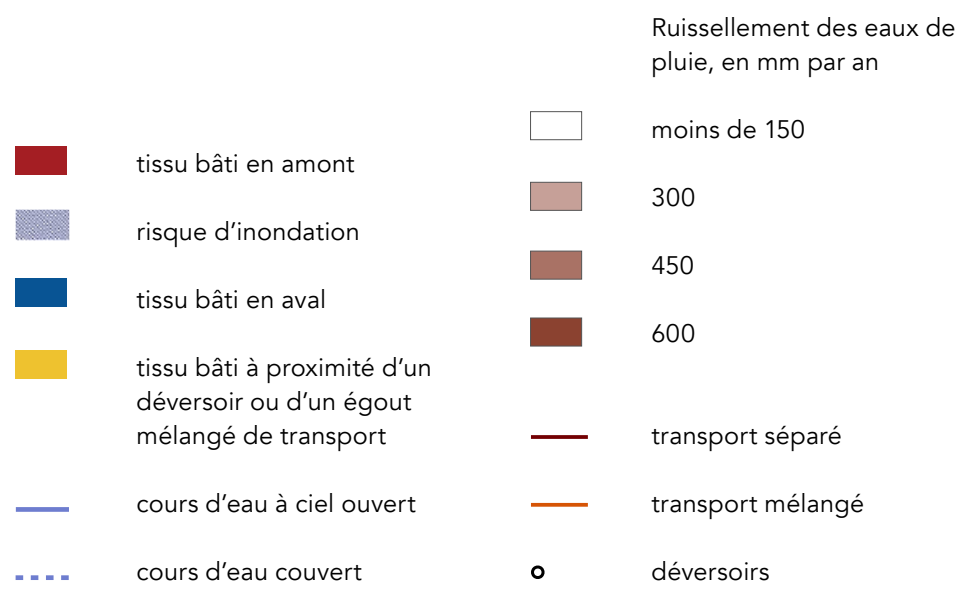 tissu bâti en amont
risque d’inondation
tissu bâti en aval
tissu bâti à proximité d’un
déversoir ou d’un égout
mélangé de transport
cours d’eau à ciel ouvert
cours d’eau couvert
Ruissellement des eaux de
pluie, en mm par an
moins de 150
300
450
600
transport séparé
transport mélangé
déversoirs